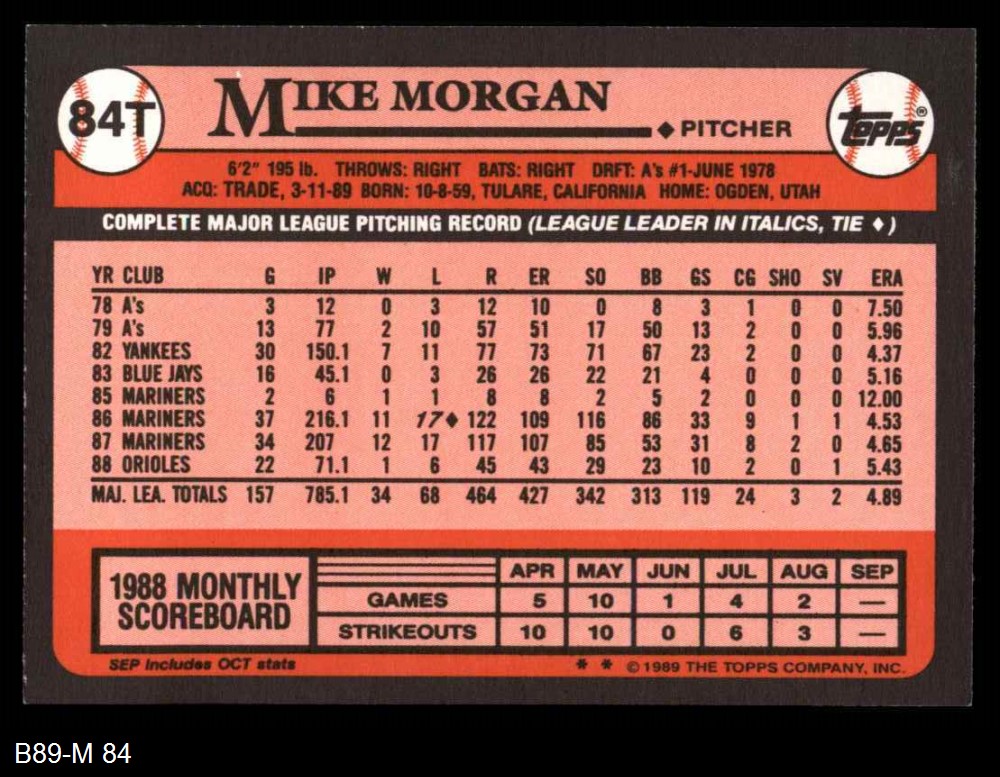 84T
MIKE MORGAN
◆ PITCHER
TOPPS®
6'2" 195 lb. THROWS: RIGHT BATS: RIGHT DRFT: A's #1-JUNE 1978
ACQ: TRADE, 3-11-89 BORN: 10-8-59, TULARE, CALIFORNIA HOME: OGDEN, UTAH
COMPLETE MAJOR LEAGUE PITCHING RECORD (LEAGUE LEADER IN ITALICS, TIE ♦ )
YR CLUB G IP W L R ER SO BB GS CG SHO SV ERA
78 A's 3 12 0 3 12 10 0 8 3 1 0 0 7.50
79 A's 13 77 2 10 57 51 17 50 13 2 0 0 5.96
82 YANKEES 30 150.1 7 11 77 73 71 67 23 2 0 0 4.37
83 BLUE JAYS 16 45.1 0 3 26 26 22 21 4 0 0 0 5.16
85 MARINERS 2 6 1 1 8 8 2 5 2 0 0 0 12.00
86 MARINERS 37 216.1 11 17♦ 122 109 116 86 33 9 1 1 4.53
87 MARINERS 34 207 12 17 117 107 85 53 31 8 2 0 4.65
88 ORIOLES 22 71.1 1 6 45 43 29 23 10 2 0 1 5.43
MAJ. LEA. TOTALS 157 785.1 34 68 464 427 342 313 119 24 3 2 4.89
1988 MONTHLY
SCOREBOARD
APR MAY JUN JUL AUG SEP
GAMES 5 10 1 4 2 —
STRIKEOUTS 10 10 0 6 3 —
SEP Includes OCT stats
* * © 1989 THE TOPPS COMPANY, INC.
B89-M 84